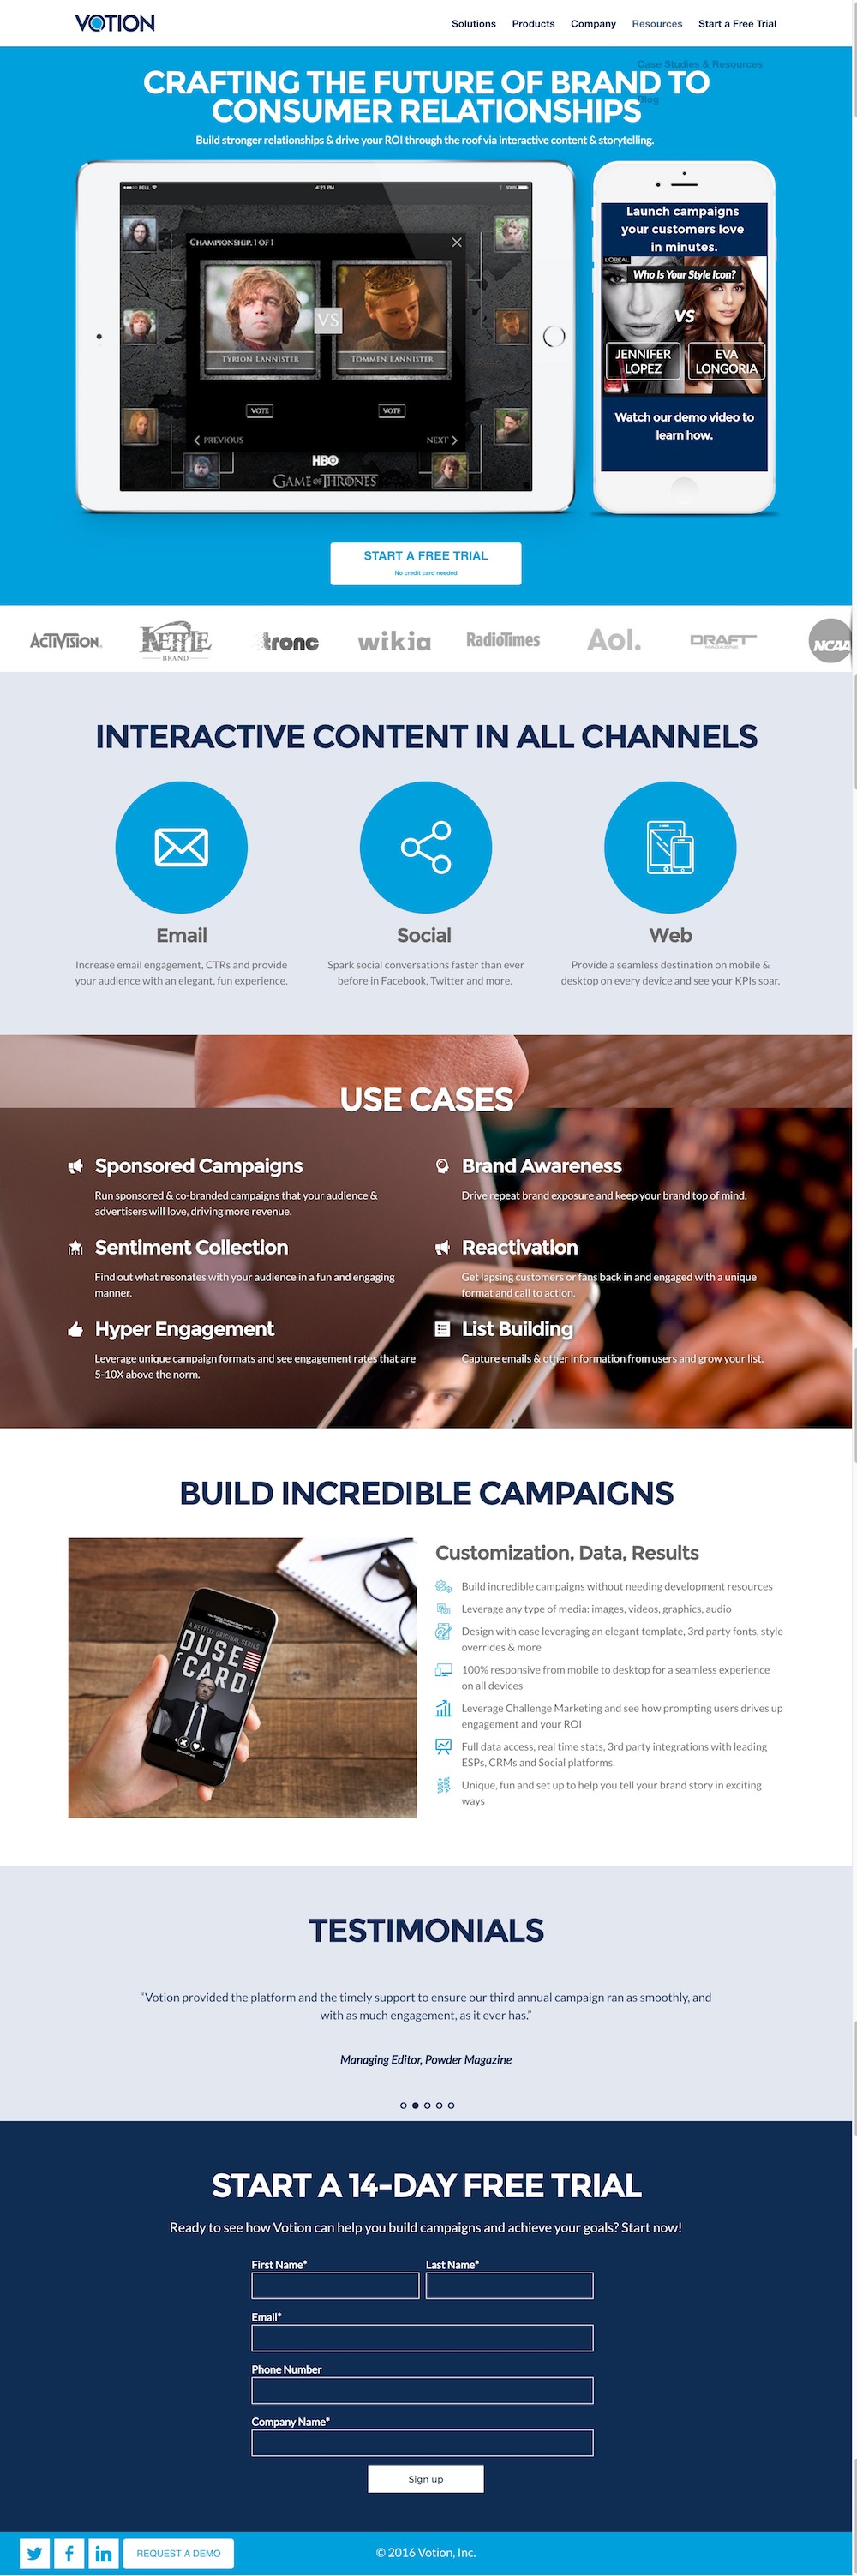 VOTION
Solutions Products Company Resources Start a Free Trial
Case Studies & Resources
Blog
CRAFTING THE FUTURE OF BRAND TO
CONSUMER RELATIONSHIPS
Build stronger relationships & drive your ROI through the roof via interactive content & storytelling.
BELL 4:21 PM 100%
CHAMPIONSHIP, 1 OF 1
VS
TYRION LANNISTER TOMMEN LANNISTER
VOTE VOTE
PREVIOUS NEXT
HBO
GAME OF THRONES
Launch campaigns
your customers love
in minutes.
L'OREAL
Who Is Your Style Icon?
VS
JENNIFER
LOPEZ
EVA
LONGORIA
Watch our demo video to
learn how.
START A FREE TRIAL
No credit card needed
ACTIVISION. KETTLE BRAND tronc wikia RadioTimes Aol. DRAFT MAGAZINE NCAA
INTERACTIVE CONTENT IN ALL CHANNELS
Email
Increase email engagement, CTRs and provide
your audience with an elegant, fun experience.
Social
Spark social conversations faster than ever
before in Facebook, Twitter and more.
Web
Provide a seamless destination on mobile &
desktop on every device and see your KPIs soar.
USE CASES
Sponsored Campaigns
Run sponsored & co-branded campaigns that your audience &
advertisers will love, driving more revenue.
Brand Awareness
Drive repeat brand exposure and keep your brand top of mind.
Sentiment Collection
Find out what resonates with your audience in a fun and engaging
manner.
Reactivation
Get lapsing customers or fans back in and engaged with a unique
format and call to action.
Hyper Engagement
Leverage unique campaign formats and see engagement rates that are
5-10X above the norm.
List Building
Capture emails & other information from users and grow your list.
BUILD INCREDIBLE CAMPAIGNS
A NETFLIX ORIGINAL SERIES
OUSE
F CARD
Customization, Data, Results
Build incredible campaigns without needing development resources
Leverage any type of media: images, videos, graphics, audio
Design with ease leveraging an elegant template, 3rd party fonts, style
overrides & more
100% responsive from mobile to desktop for a seamless experience
on all devices
Leverage Challenge Marketing and see how prompting users drives up
engagement and your ROI
Full data access, real time stats, 3rd party integrations with leading
ESPs, CRMs and Social platforms.
Unique, fun and set up to help you tell your brand story in exciting
ways
TESTIMONIALS
“Votion provided the platform and the timely support to ensure our third annual campaign ran as smoothly, and
with as much engagement, as it ever has.”
Managing Editor, Powder Magazine
START A 14-DAY FREE TRIAL
Ready to see how Votion can help you build campaigns and achieve your goals? Start now!
First Name* Last Name*
Email*
Phone Number
Company Name*
Sign up
REQUEST A DEMO
© 2016 Votion, Inc.